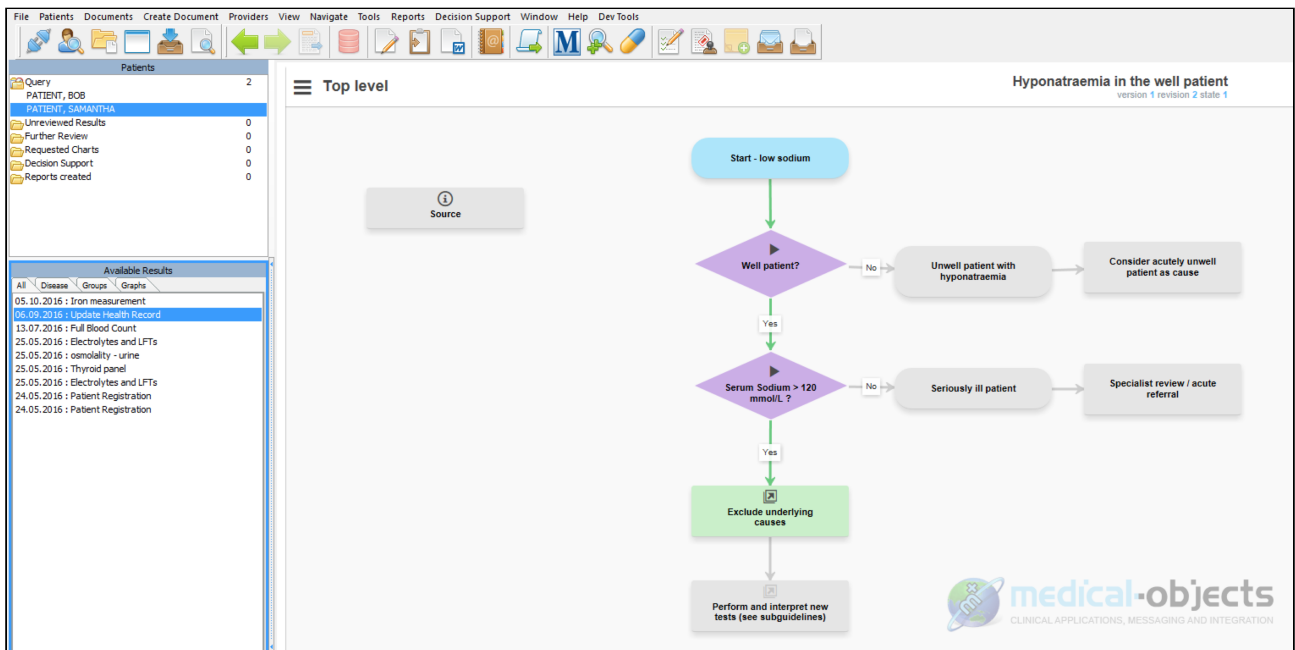 File Patients Documents Create Document Providers View Navigate Tools Reports Decision Support Window Help Dev Tools
Patients
Query 2
PATIENT, BOB
PATIENT, SAMANTHA
Unreviewed Results 0
Further Review 0
Requested Charts 0
Decision Support 0
Reports created 0
Available Results
All Disease Groups Graphs
05.10.2016 : Iron measurement
06.09.2016 : Update Health Record
13.07.2016 : Full Blood Count
25.05.2016 : Electrolytes and LFTs
25.05.2016 : osmolality - urine
25.05.2016 : Thyroid panel
25.05.2016 : Electrolytes and LFTs
24.05.2016 : Patient Registration
24.05.2016 : Patient Registration
Top level
Hyponatraemia in the well patient
version 1 revision 2 state 1
Start - low sodium
Source
Well patient?
No
Unwell patient with
hyponatraemia
Consider acutely unwell
patient as cause
Yes
Serum Sodium > 120
mmol/L ?
No
Seriously ill patient
Specialist review / acute
referral
Yes
Exclude underlying
causes
Perform and interpret new
tests (see subguidelines)
medical-objects
CLINICAL APPLICATIONS, MESSAGING AND INTEGRATION